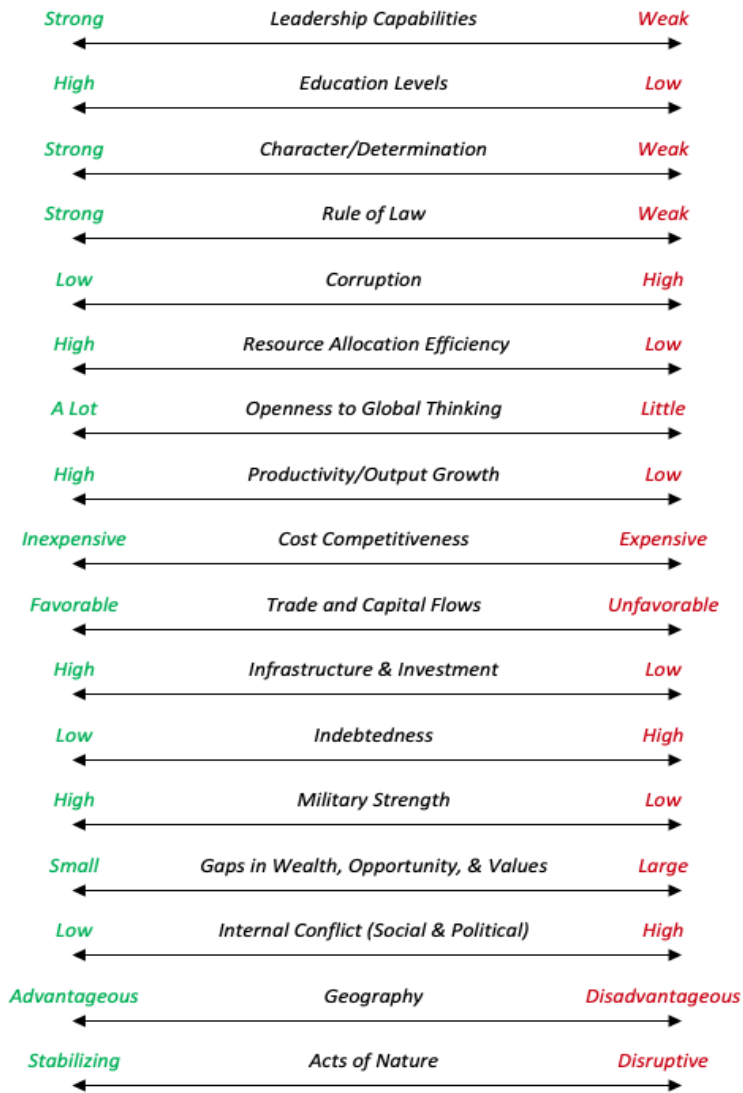 Strong Leadership Capabilities Weak
High Education Levels Low
Strong Character/Determination Weak
Strong Rule of Law Weak
Low Corruption High
High Resource Allocation Efficiency Low
A Lot Openness to Global Thinking Little
High Productivity/Output Growth Low
Inexpensive Cost Competitiveness Expensive
Favorable Trade and Capital Flows Unfavorable
High Infrastructure & Investment Low
Low Indebtedness High
High Military Strength Low
Small Gaps in Wealth, Opportunity, & Values Large
Low Internal Conflict (Social & Political) High
Advantageous Geography Disadvantageous
Stabilizing Acts of Nature Disruptive